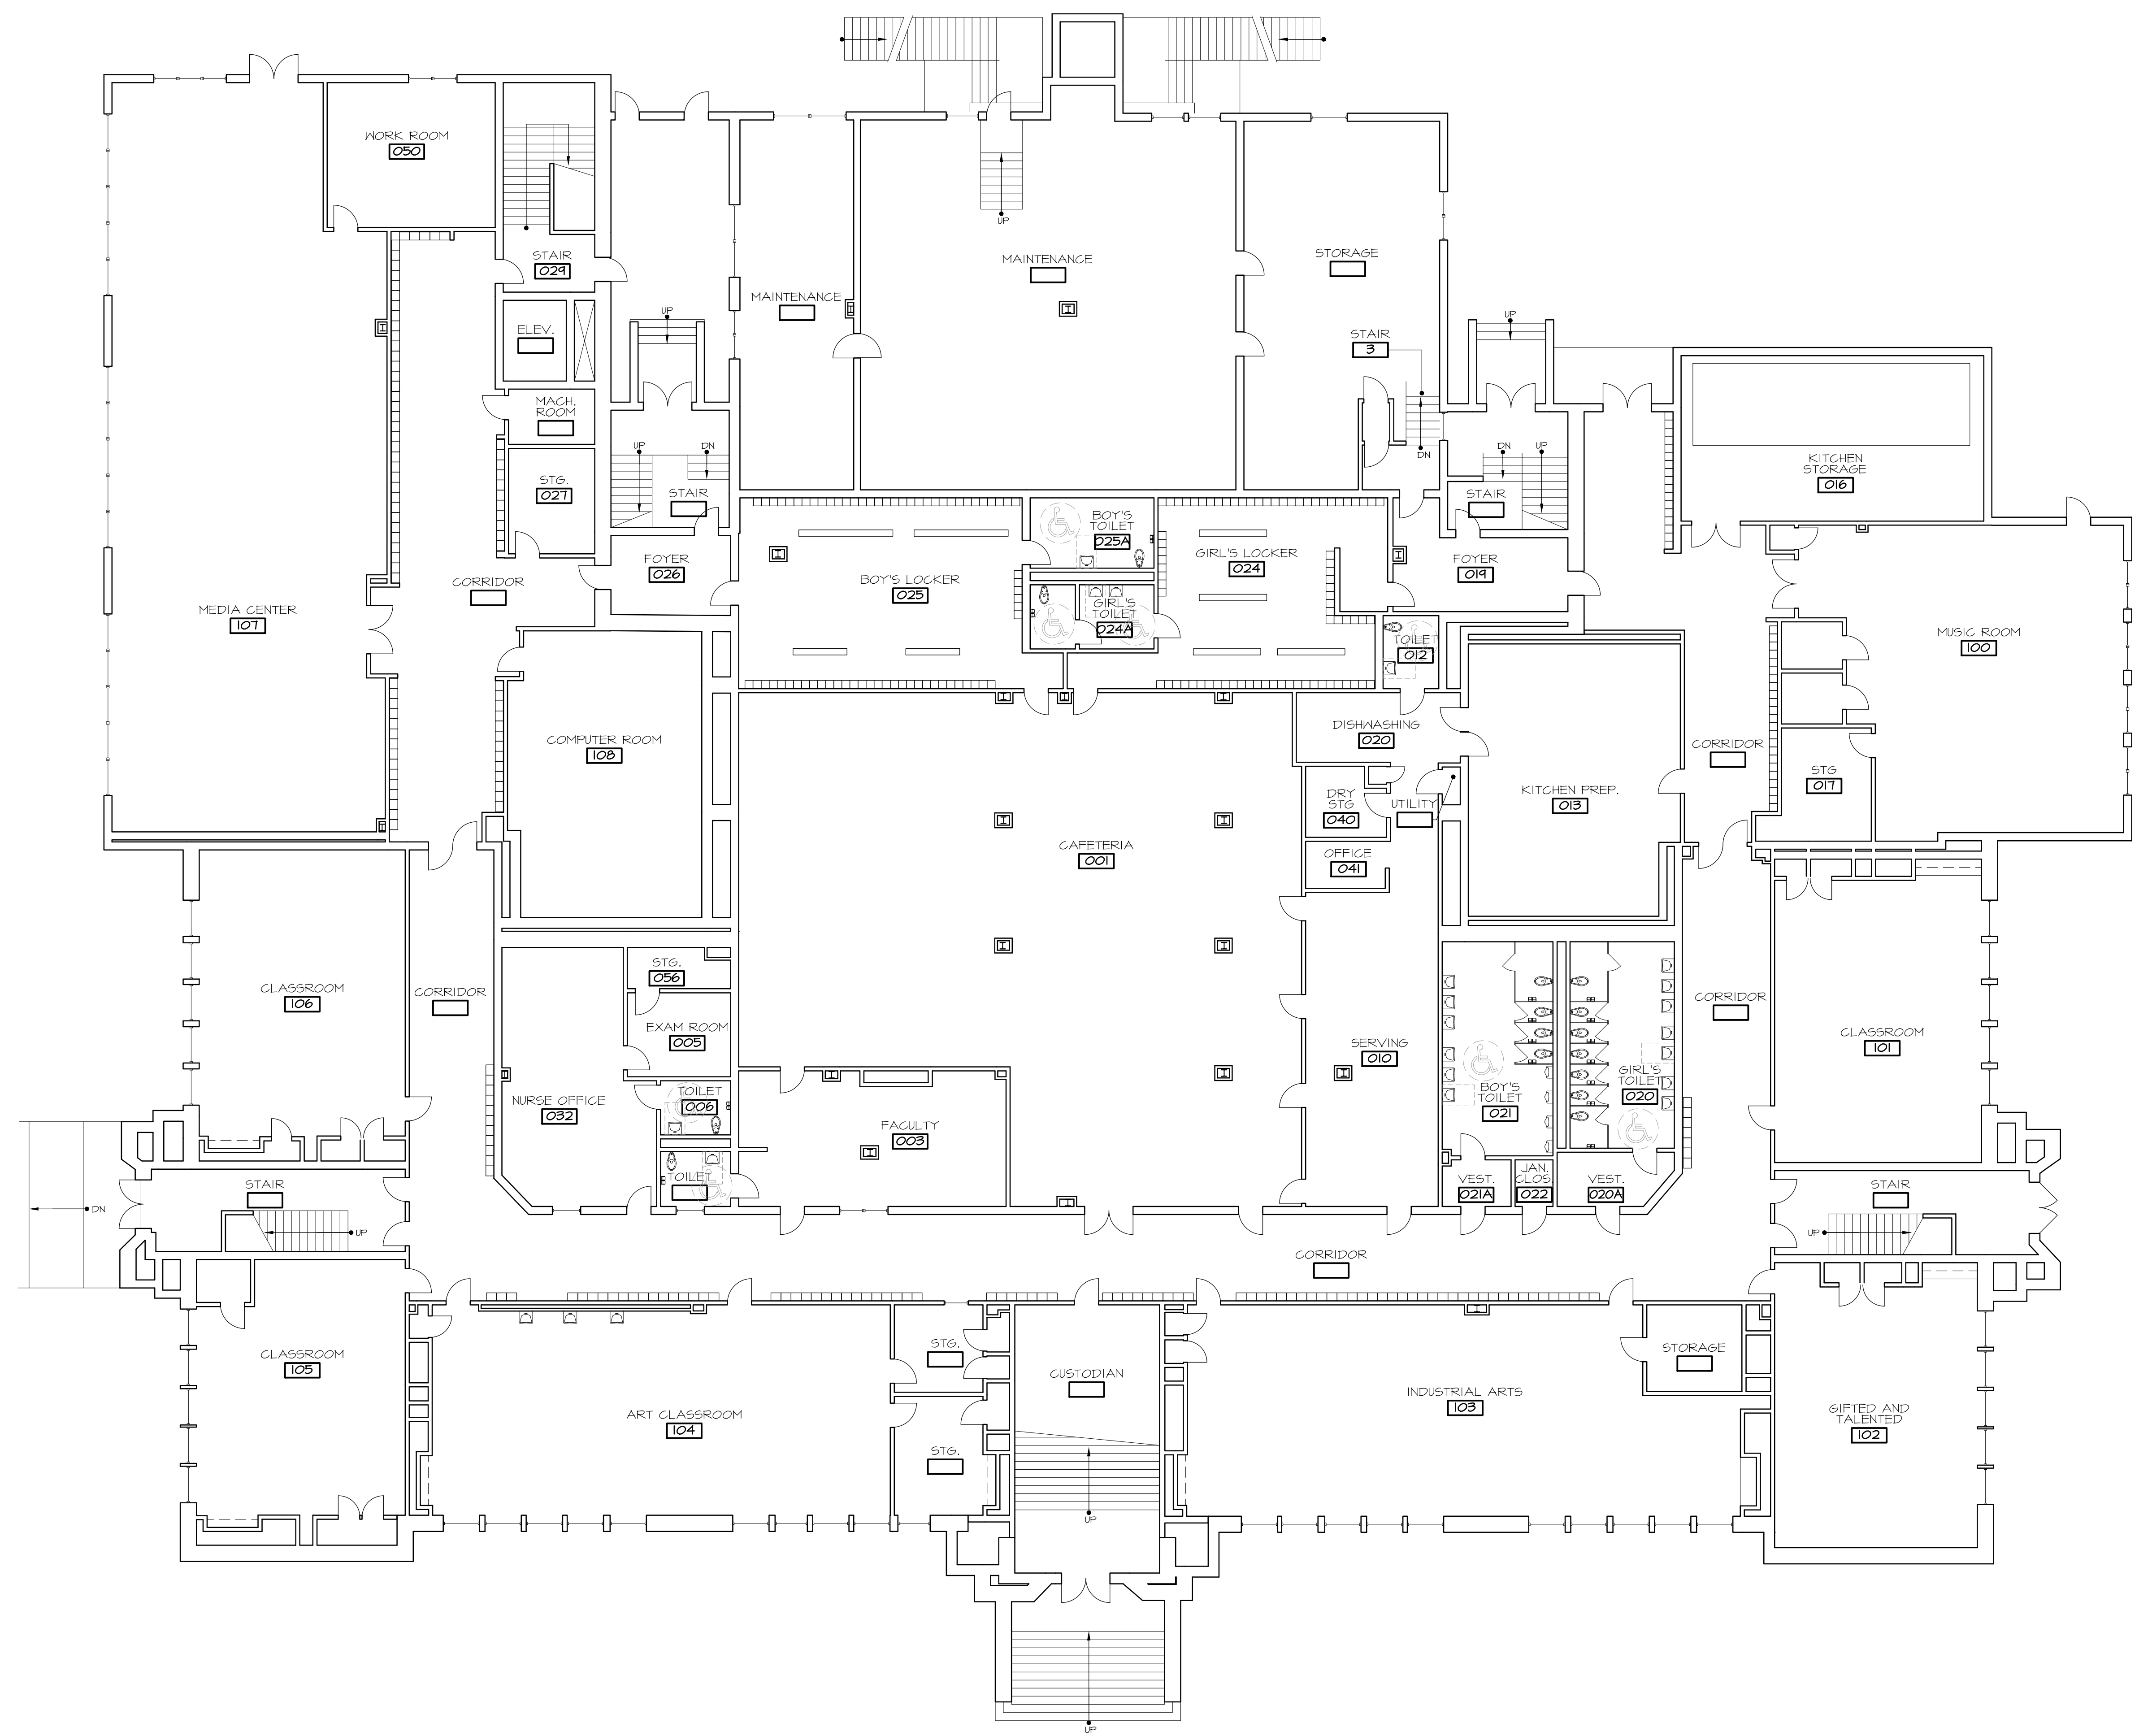 WORK ROOM
050
STAIR
029
ELEV.
MACH.
ROOM
STG.
027
UP
UP
DN
STAIR
FOYER
026
MAINTENANCE
UP
MAINTENANCE
STORAGE
STAIR
3
DN
UP
DN
UP
STAIR
FOYER
019
KITCHEN
STORAGE
016
MEDIA CENTER
107
CORRIDOR
BOY'S LOCKER
025
BOY'S
TOILET
025A
GIRL'S
TOILET
024A
GIRL'S LOCKER
024
TOILET
012
MUSIC ROOM
100
COMPUTER ROOM
108
DISHWASHING
020
DRY
STG
040
UTILITY
OFFICE
041
KITCHEN PREP.
013
CORRIDOR
STG
017
CAFETERIA
001
CLASSROOM
106
CORRIDOR
STG.
056
EXAM ROOM
005
NURSE OFFICE
032
TOILET
006
TOILET
FACULTY
003
SERVING
010
BOY'S
TOILET
021
GIRL'S
TOILET
020
CORRIDOR
CLASSROOM
101
VEST.
021A
JAN.
CLOS.
022
VEST.
020A
DN
STAIR
UP
STAIR
UP
CORRIDOR
CLASSROOM
105
ART CLASSROOM
104
STG.
STG.
CUSTODIAN
UP
INDUSTRIAL ARTS
103
STORAGE
GIFTED AND
TALENTED
102
UP